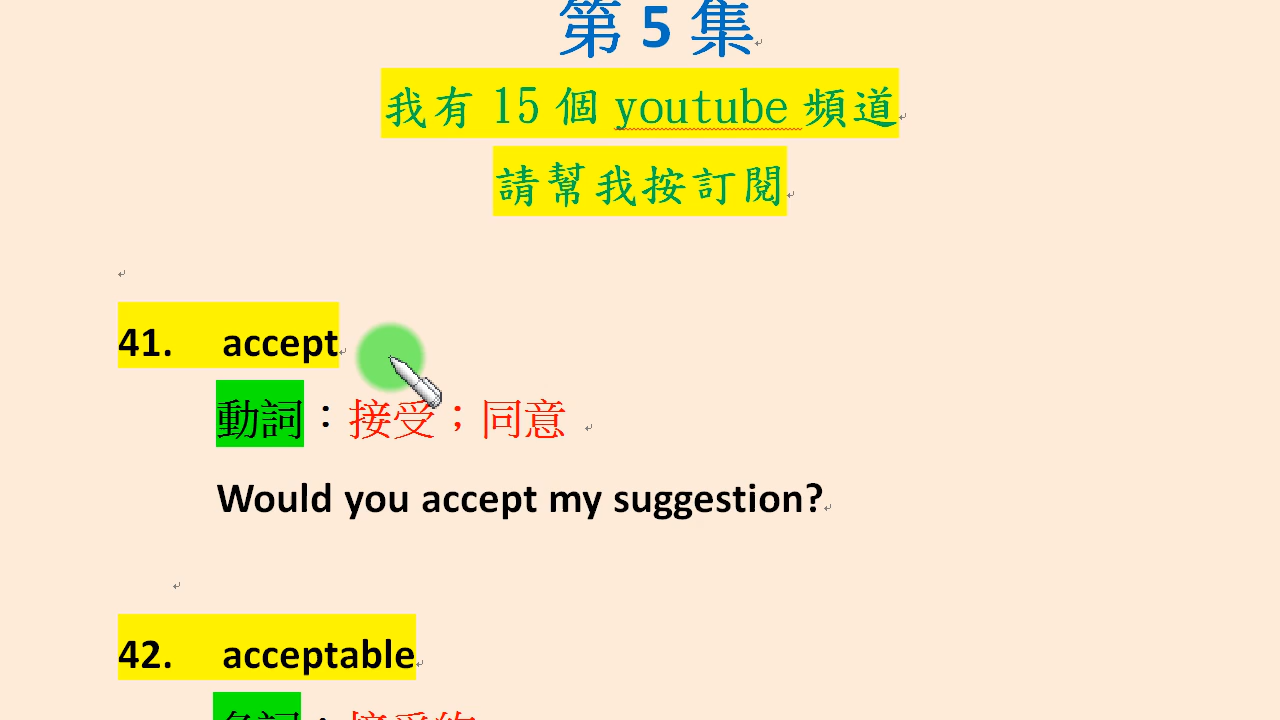 第 5 集
我有 15 個 youtube 頻道
請幫我按訂閱
41. accept
動詞：接受；同意
Would you accept my suggestion?
42. acceptable